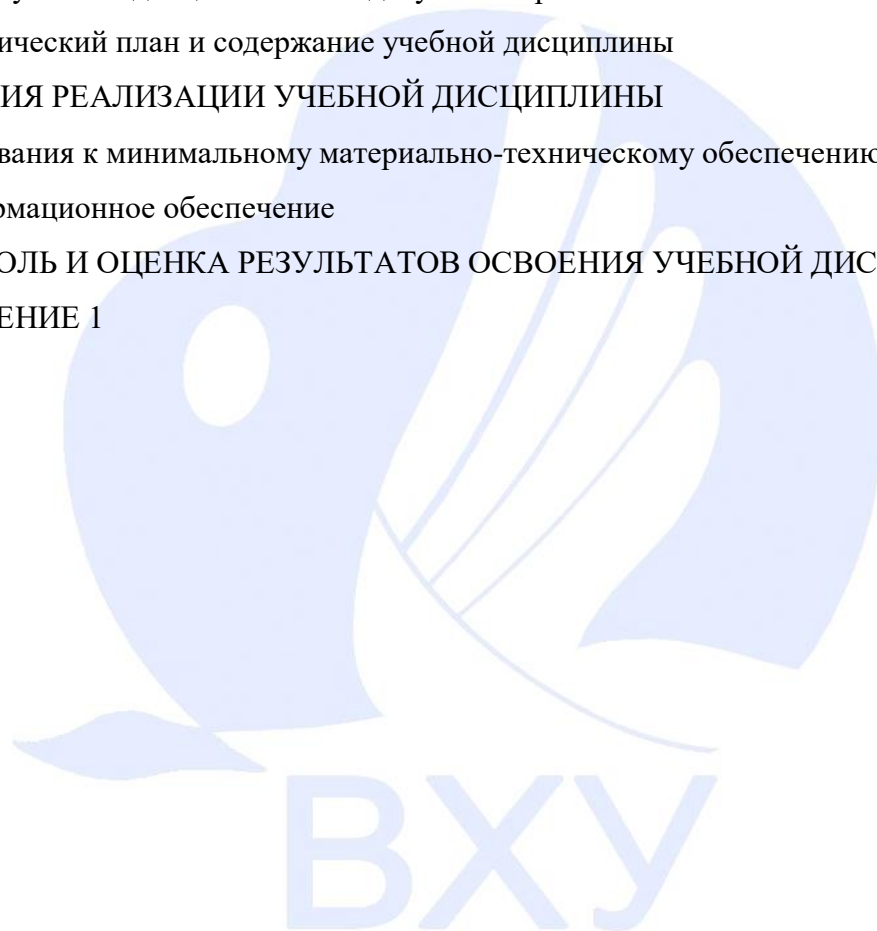 ический план и содержание учебной дисциплины
ИЯ РЕАЛИЗАЦИИ УЧЕБНОЙ ДИСЦИПЛИНЫ
вания к минимальному материально-техническому обеспечению
рмационное обеспечение
ОЛЬ И ОЦЕНКА РЕЗУЛЬТАТОВ ОСВОЕНИЯ УЧЕБНОЙ ДИС
ЕНИЕ 1
ВХУ